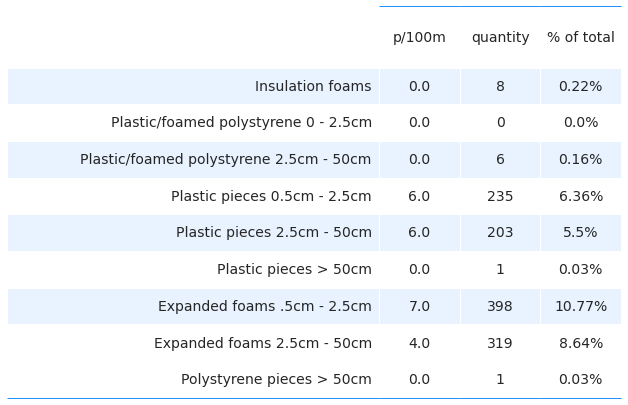 p/100m quantity % of total
Insulation foams 0.0 8 0.22%
Plastic/foamed polystyrene 0 - 2.5cm 0.0 0 0.0%
Plastic/foamed polystyrene 2.5cm - 50cm 0.0 6 0.16%
Plastic pieces 0.5cm - 2.5cm 6.0 235 6.36%
Plastic pieces 2.5cm - 50cm 6.0 203 5.5%
Plastic pieces > 50cm 0.0 1 0.03%
Expanded foams .5cm - 2.5cm 7.0 398 10.77%
Expanded foams 2.5cm - 50cm 4.0 319 8.64%
Polystyrene pieces > 50cm 0.0 1 0.03%